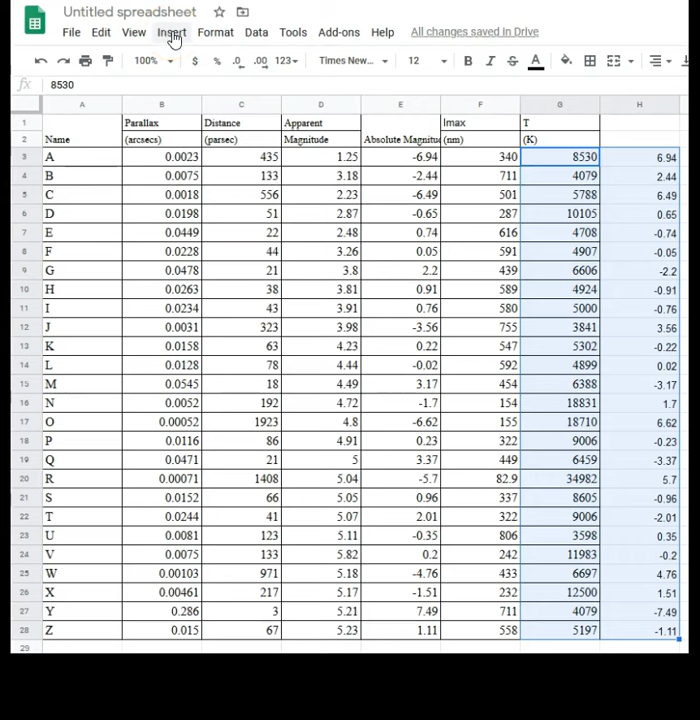 Untitled spreadsheet
File Edit View Insert Format Data Tools Add-ons Help All changes saved in Drive
100% $ % .0 .00 123 Times New... 12 B I S A
fx 8530
A B C D E F G H
1 Parallax Distance Apparent lmax T
2 Name (arcsecs) (parsec) Magnitude Absolute Magnitu (nm) (K)
3 A 0.0023 435 1.25 -6.94 340 8530 6.94
4 B 0.0075 133 3.18 -2.44 711 4079 2.44
5 C 0.0018 556 2.23 -6.49 501 5788 6.49
6 D 0.0198 51 2.87 -0.65 287 10105 0.65
7 E 0.0449 22 2.48 0.74 616 4708 -0.74
8 F 0.0228 44 3.26 0.05 591 4907 -0.05
9 G 0.0478 21 3.8 2.2 439 6606 -2.2
10 H 0.0263 38 3.81 0.91 589 4924 -0.91
11 I 0.0234 43 3.91 0.76 580 5000 -0.76
12 J 0.0031 323 3.98 -3.56 755 3841 3.56
13 K 0.0158 63 4.23 0.22 547 5302 -0.22
14 L 0.0128 78 4.44 -0.02 592 4899 0.02
15 M 0.0545 18 4.49 3.17 454 6388 -3.17
16 N 0.0052 192 4.72 -1.7 154 18831 1.7
17 O 0.00052 1923 4.8 -6.62 155 18710 6.62
18 P 0.0116 86 4.91 0.23 322 9006 -0.23
19 Q 0.0471 21 5 3.37 449 6459 -3.37
20 R 0.00071 1408 5.04 -5.7 82.9 34982 5.7
21 S 0.0152 66 5.05 0.96 337 8605 -0.96
22 T 0.0244 41 5.07 2.01 322 9006 -2.01
23 U 0.0081 123 5.11 -0.35 806 3598 0.35
24 V 0.0075 133 5.82 0.2 242 11983 -0.2
25 W 0.00103 971 5.18 -4.76 433 6697 4.76
26 X 0.00461 217 5.17 -1.51 232 12500 1.51
27 Y 0.286 3 5.21 7.49 711 4079 -7.49
28 Z 0.015 67 5.23 1.11 558 5197 -1.11
29